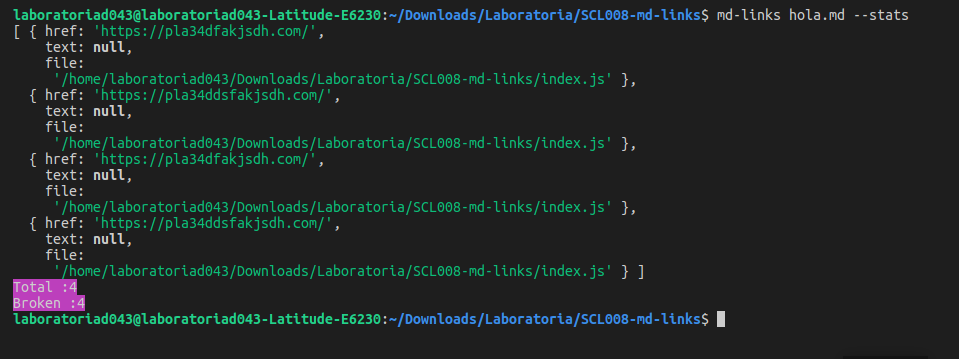 laboratoriad043@laboratoriad043-Latitude-E6230:~/Downloads/Laboratoria/SCL008-md-links$ md-links hola.md --stats
[ { href: 'https://pla34dfakjsdh.com/',
text: null,
file:
'/home/laboratoriad043/Downloads/Laboratoria/SCL008-md-links/index.js' },
{ href: 'https://pla34ddsfakjsdh.com/',
text: null,
file:
'/home/laboratoriad043/Downloads/Laboratoria/SCL008-md-links/index.js' },
{ href: 'https://pla34dfakjsdh.com/',
text: null,
file:
'/home/laboratoriad043/Downloads/Laboratoria/SCL008-md-links/index.js' },
{ href: 'https://pla34ddsfakjsdh.com/',
text: null,
file:
'/home/laboratoriad043/Downloads/Laboratoria/SCL008-md-links/index.js' } ]
Total :4
Broken :4
laboratoriad043@laboratoriad043-Latitude-E6230:~/Downloads/Laboratoria/SCL008-md-links$